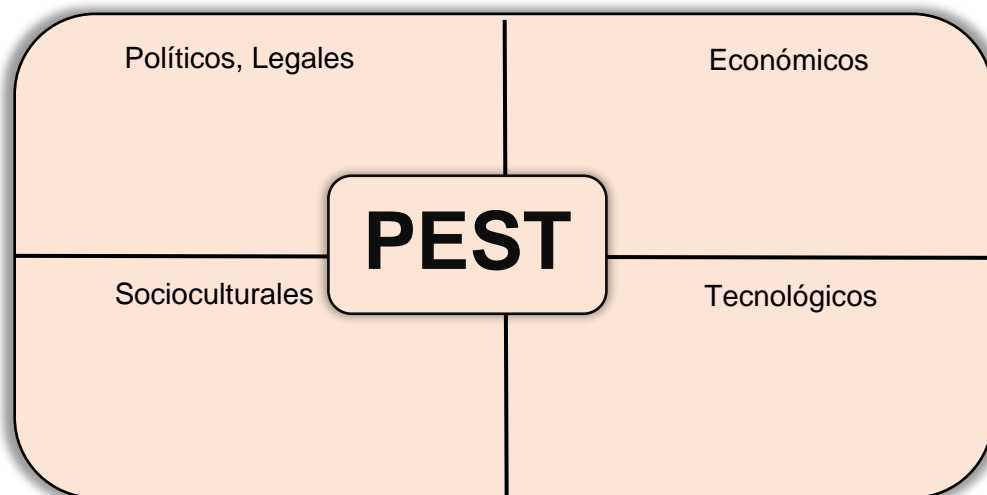 Políticos, Legales
Económicos
PEST
Socioculturales
Tecnológicos